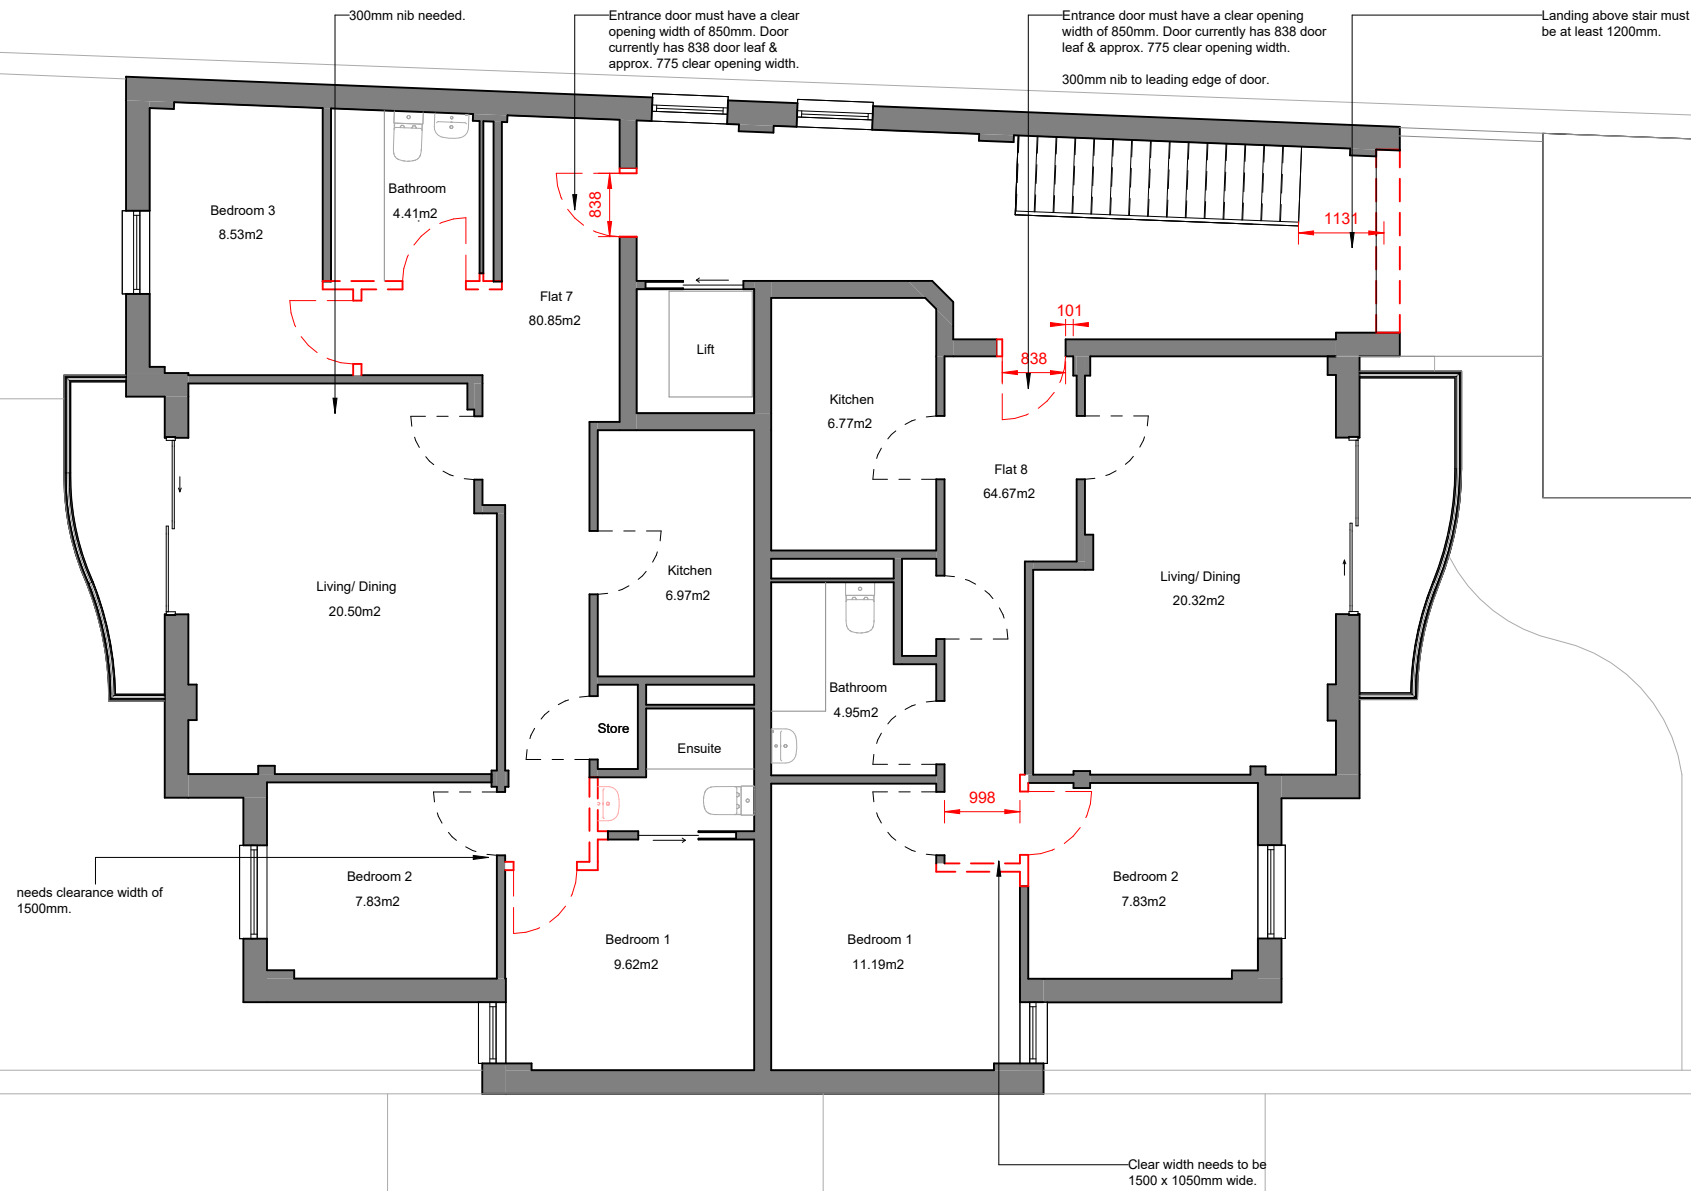 300mm nib needed.
Entrance door must have a clear
opening width of 850mm. Door
currently has 838 door leaf &
approx. 775 clear opening width.
Entrance door must have a clear opening
width of 850mm. Door currently has 838 door
leaf & approx. 775 clear opening width.
300mm nib to leading edge of door.
Landing above stair must
be at least 1200mm.
Bedroom 3
8.53m2
Bathroom
4.41m2
838
1131
Flat 7
80.85m2
Lift
101
838
Kitchen
6.77m2
Flat 8
64.67m2
Living/ Dining
20.50m2
Kitchen
6.97m2
Living/ Dining
20.32m2
Store
Ensuite
Bathroom
4.95m2
998
needs clearance width of
1500mm.
Bedroom 2
7.83m2
Bedroom 1
9.62m2
Bedroom 1
11.19m2
Bedroom 2
7.83m2
Clear width needs to be
1500 x 1050mm wide.